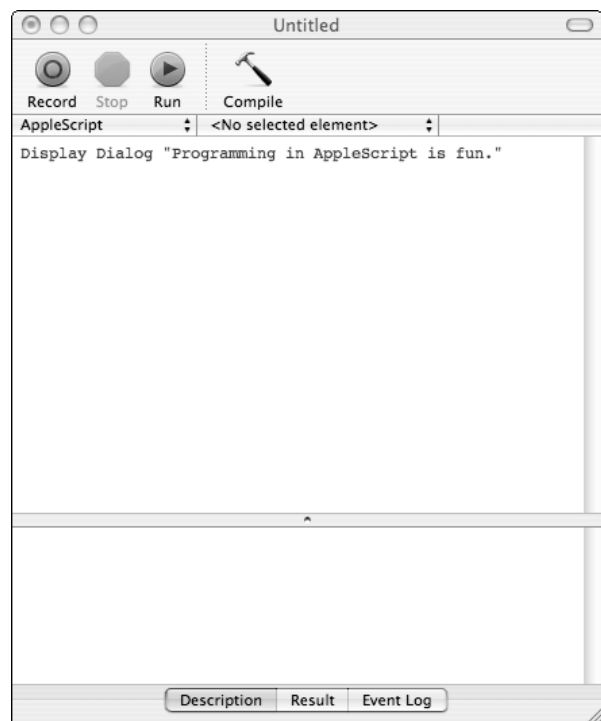 Untitled
Record Stop Run Compile
AppleScript <No selected element>
Display Dialog "Programming in AppleScript is fun."
Description Result Event Log